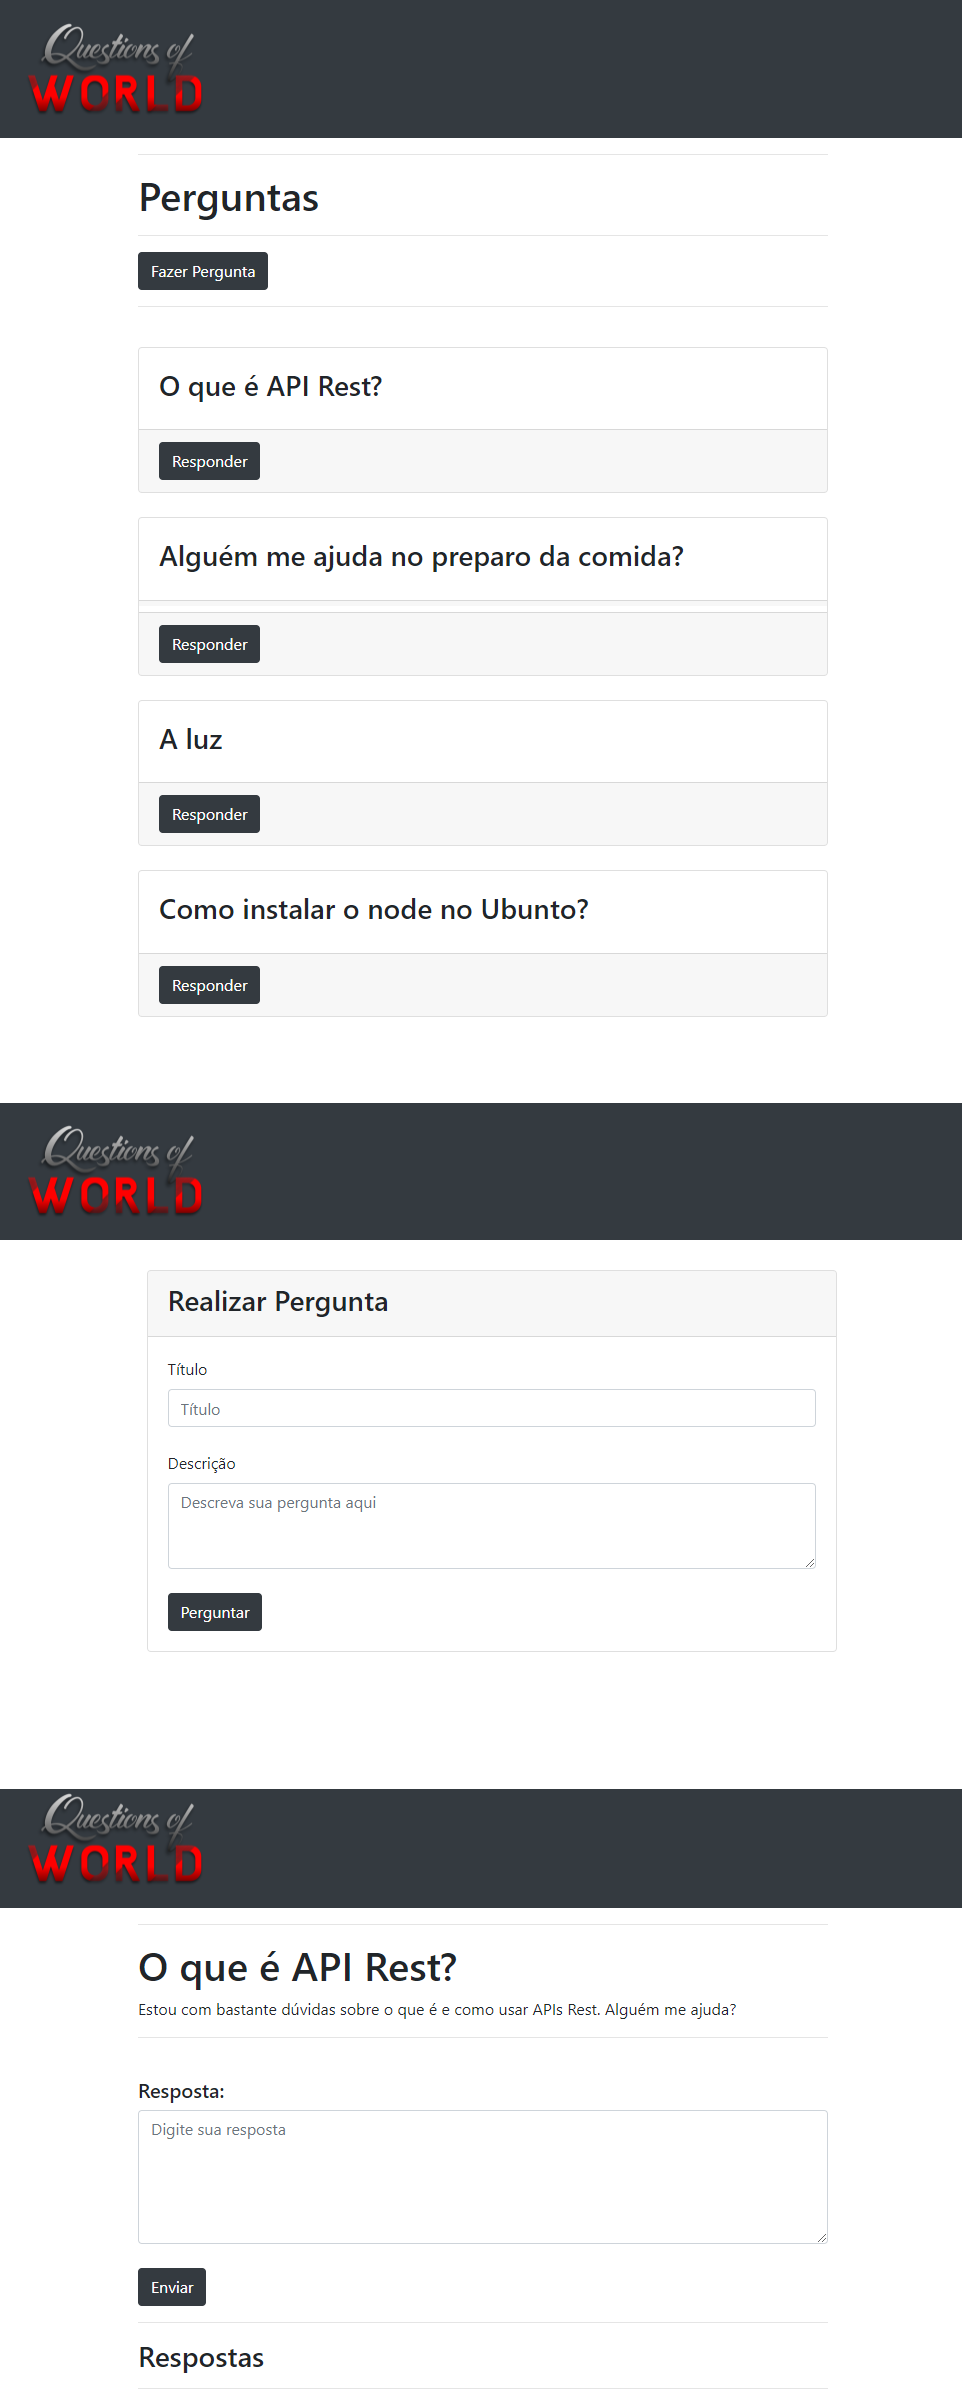 Questions of
WORLD
Perguntas
Fazer Pergunta
O que é API Rest?
Responder
Alguém me ajuda no preparo da comida?
Responder
A luz
Responder
Como instalar o node no Ubunto?
Responder
Questions of
WORLD
Realizar Pergunta
Título
Título
Descrição
Descreva sua pergunta aqui
Perguntar
Questions of
WORLD
O que é API Rest?
Estou com bastante dúvidas sobre o que é e como usar APIs Rest. Alguém me ajuda?
Resposta:
Digite sua resposta
Enviar
Respostas